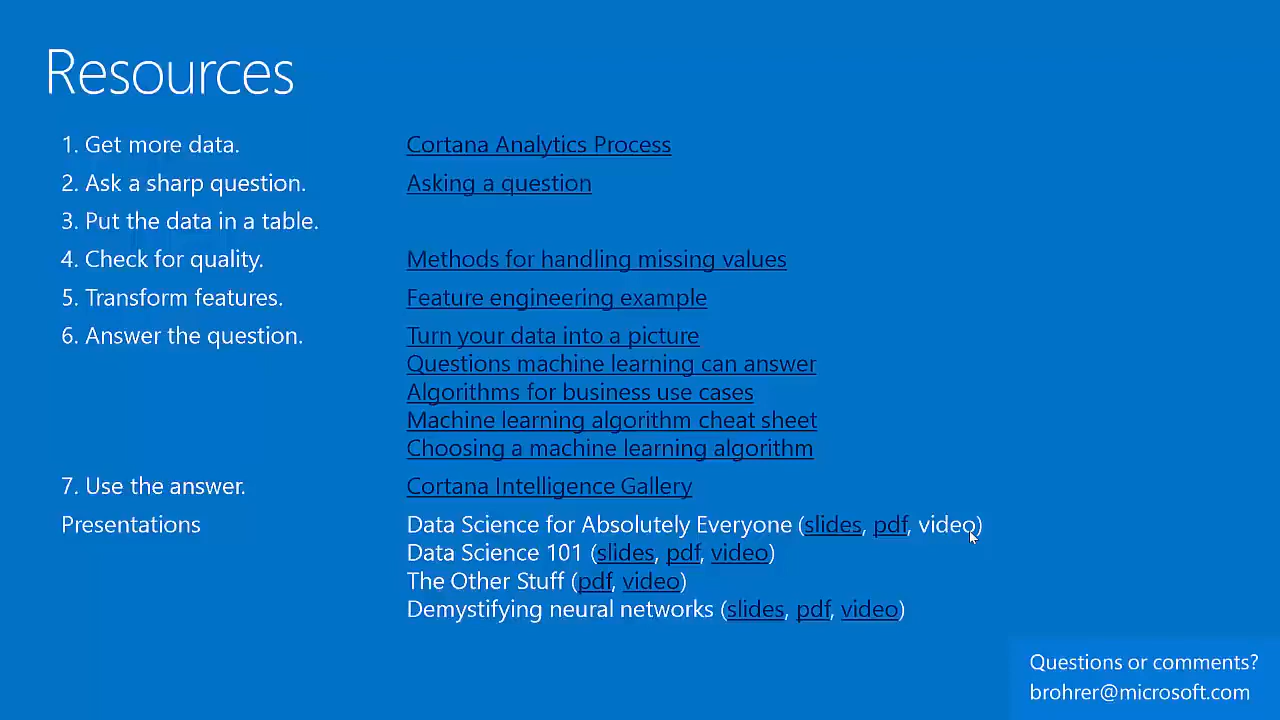 Resources
1. Get more data. Cortana Analytics Process
2. Ask a sharp question. Asking a question
3. Put the data in a table.
4. Check for quality. Methods for handling missing values
5. Transform features. Feature engineering example
6. Answer the question. Turn your data into a picture
Questions machine learning can answer
Algorithms for business use cases
Machine learning algorithm cheat sheet
Choosing a machine learning algorithm
7. Use the answer. Cortana Intelligence Gallery
Presentations Data Science for Absolutely Everyone (slides, pdf, video)
Data Science 101 (slides, pdf, video)
The Other Stuff (pdf, video)
Demystifying neural networks (slides, pdf, video)
Questions or comments?
brohrer@microsoft.com